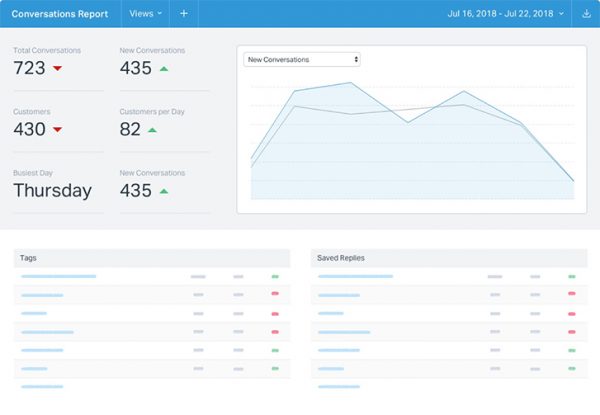 Conversations Report Views + Jul 16, 2018 - Jul 22, 2018
Total Conversations New Conversations
723 435
New Conversations
Customers Customers per Day
430 82
Busiest Day New Conversations
Thursday 435
Tags Saved Replies